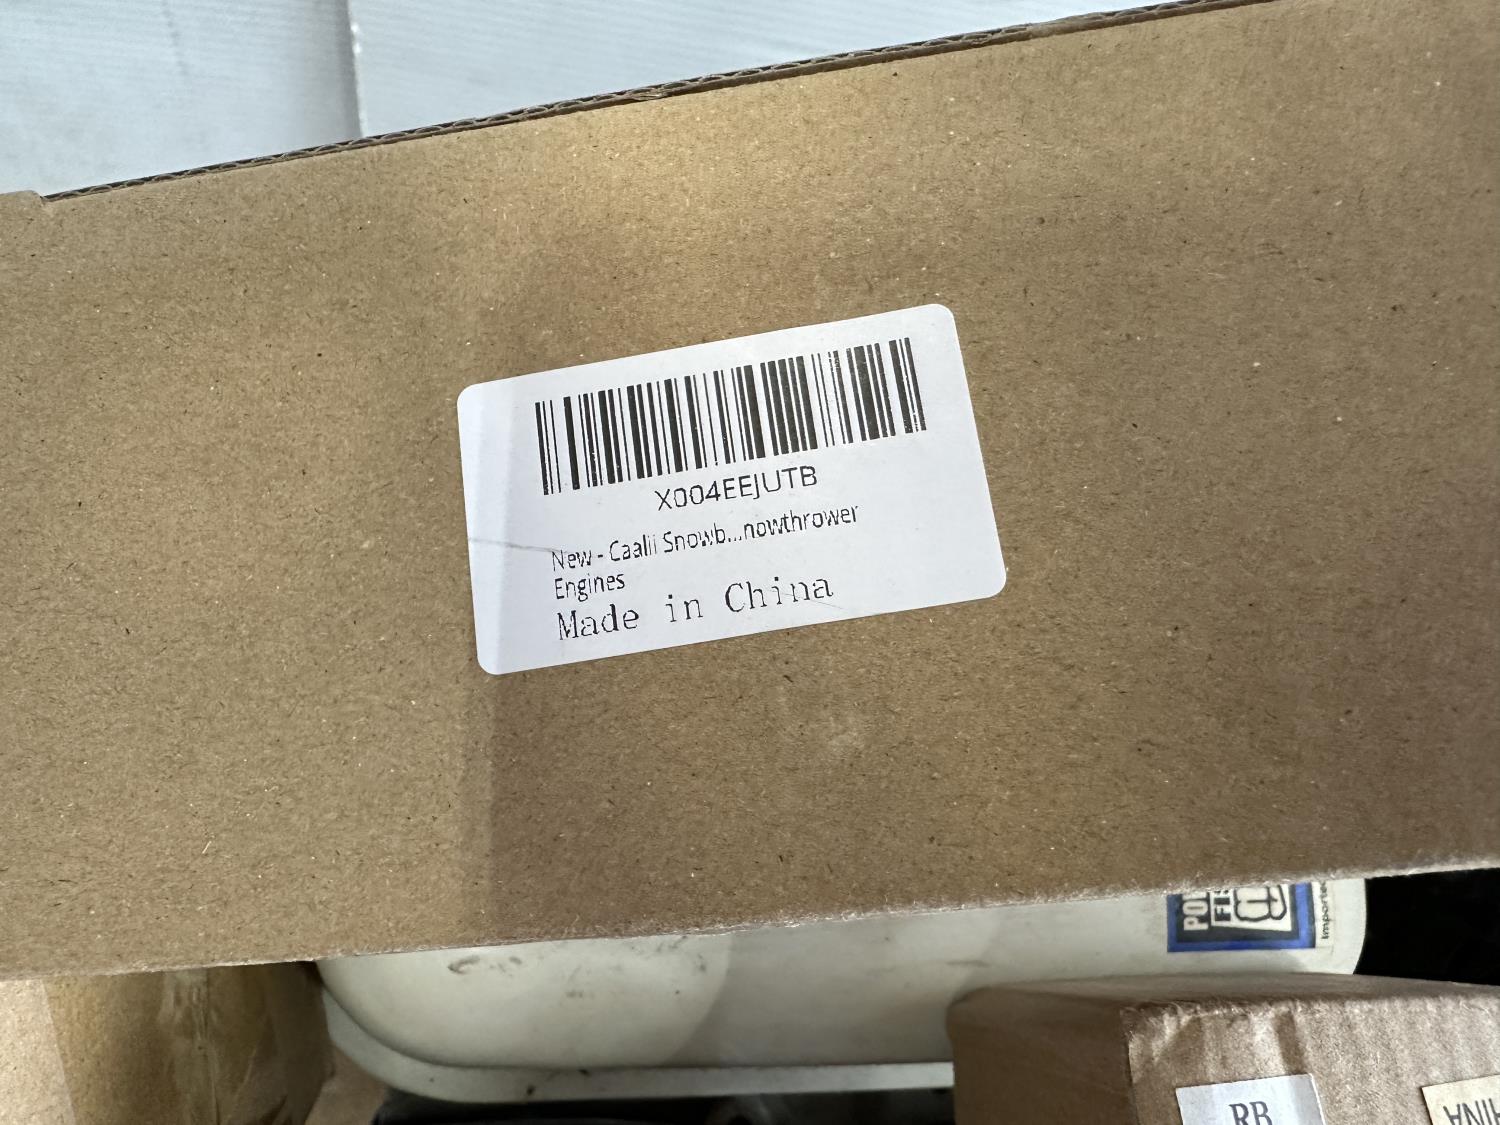 X004EEJUTB
New - Caalii Snowb...nowthrower
Engines
Made in China
RB